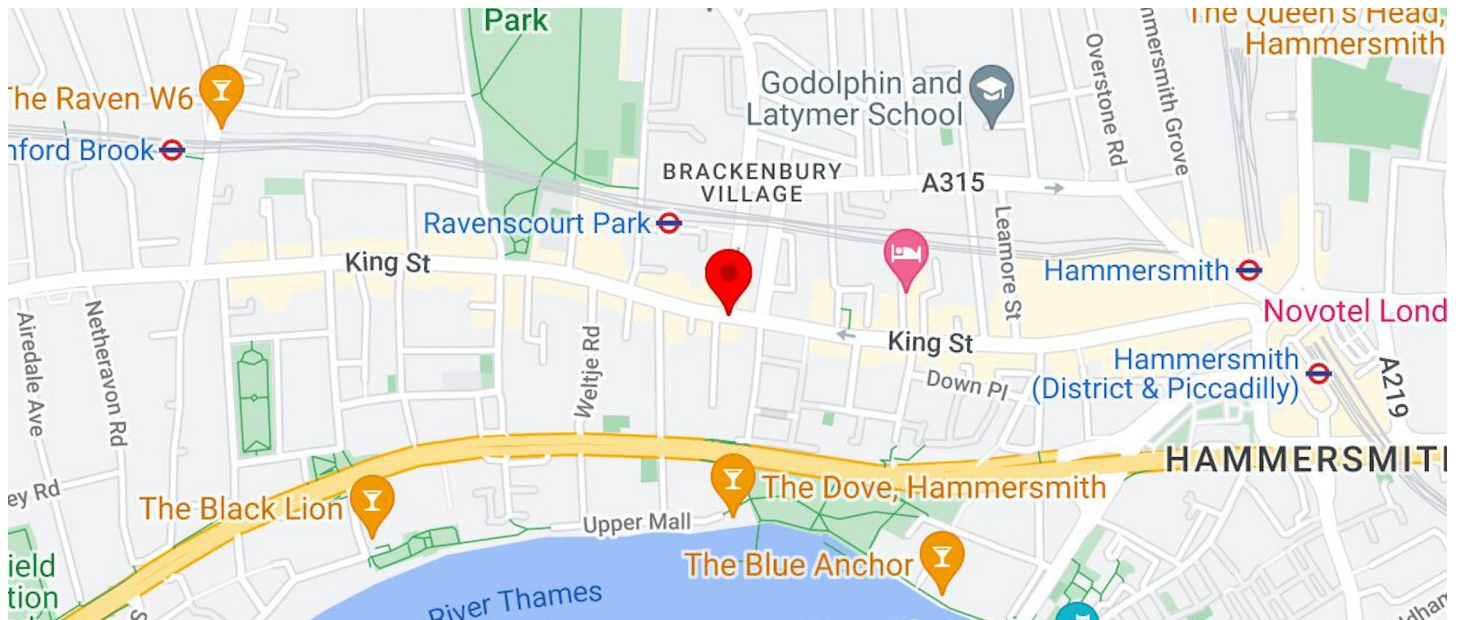 Park
The Queen's Head,
Hammersmith
The Raven W6
nford Brook
Godolphin and
Latymer School
Overstone Rd
mmersmith Grove
BRACKENBURY
VILLAGE
A315
Ravenscourt Park
King St
Leamore St
Hammersmith
Novotel Lond
Airedale Ave
Netheravon Rd
Weltje Rd
King St
Down Pl
Hammersmith
(District & Piccadilly)
A219
HAMMERSMITH
ey Rd
The Black Lion
The Dove, Hammersmith
Upper Mall
The Blue Anchor
ield
tion
River Thames